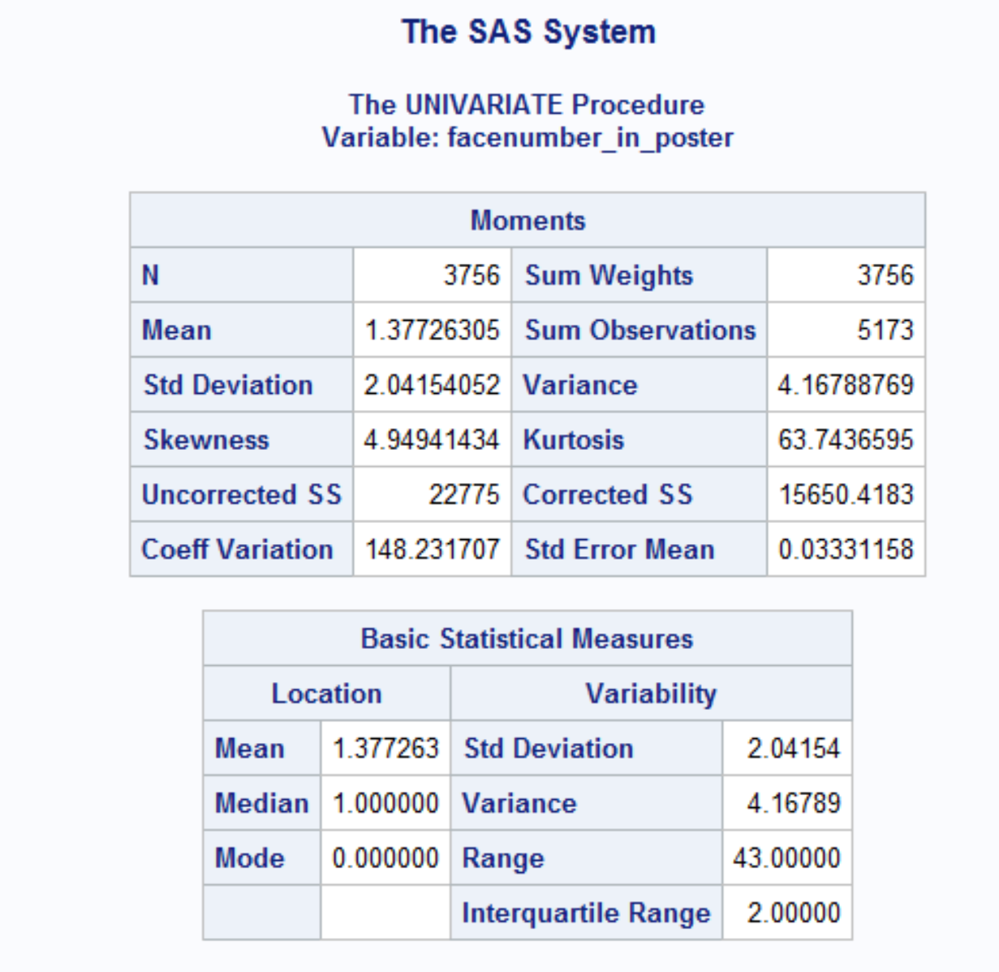 The SAS System
The UNIVARIATE Procedure
Variable: facenumber_in_poster
Moments
N 3756 Sum Weights 3756
Mean 1.37726305 Sum Observations 5173
Std Deviation 2.04154052 Variance 4.16788769
Skewness 4.94941434 Kurtosis 63.7436595
Uncorrected SS 22775 Corrected SS 15650.4183
Coeff Variation 148.231707 Std Error Mean 0.03331158
Basic Statistical Measures
Location Variability
Mean 1.377263 Std Deviation 2.04154
Median 1.000000 Variance 4.16789
Mode 0.000000 Range 43.00000
Interquartile Range 2.00000